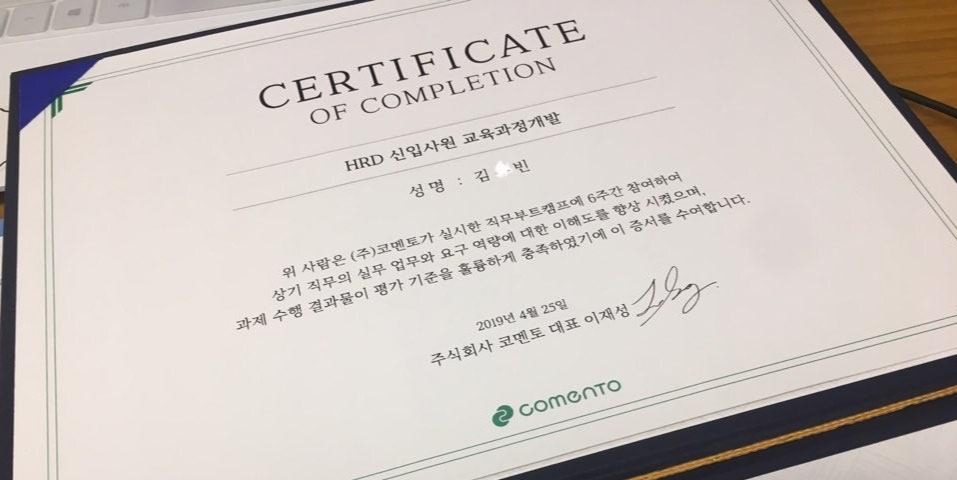 CERTIFICATE
OF COMPLETION
HRD 신입사원 교육과정개발
성명 : 김 빈
위 사람은 (주)코멘토가 실시한 직무부트캠프에 6주간 참여하여
상기 직무의 실무 업무와 요구 역량에 대한 이해도를 향상 시켰으며,
과제 수행 결과물이 평가 기준을 훌륭하게 충족하였기에 이 증서를 수여합니다.
2019년 4월 25일
주식회사 코멘토 대표 이재성
comento